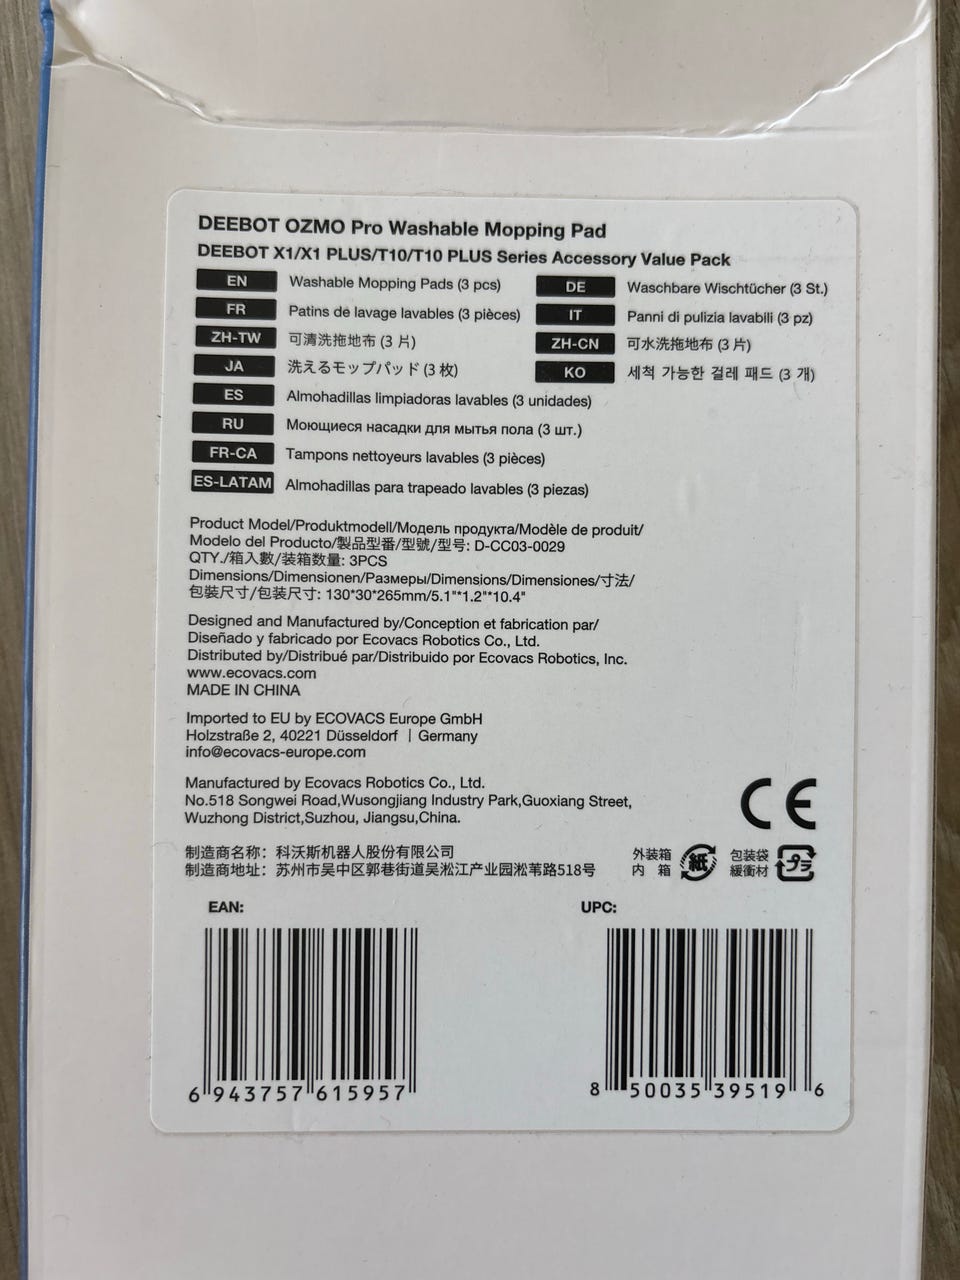 DEEBOT OZMO Pro Washable Mopping Pad
DEEBOT X1/X1 PLUS/T10/T10 PLUS Series Accessory Value Pack
EN Washable Mopping Pads (3 pcs)
DE Waschbare Wischtücher (3 St.)
FR Patins de lavage lavables (3 pièces)
IT Panni di pulizia lavabili (3 pz)
ZH-TW 可清洗拖地布 (3 片)
ZH-CN 可水洗拖地布 (3 片)
JA 洗えるモップパッド (3 枚)
KO 세척 가능한 걸레 패드 (3 개)
ES Almohadillas limpiadoras lavables (3 unidades)
RU Моющиеся насадки для мытья пола (3 шт.)
FR-CA Tampons nettoyeurs lavables (3 pièces)
ES-LATAM Almohadillas para trapeado lavables (3 piezas)
Product Model/Produktmodell/Модель продукта/Modèle de produit/
Modelo del Producto/製品型番/型號/型号: D-CC03-0029
QTY./箱入數/装箱数量: 3PCS
Dimensions/Dimensionen/Размеры/Dimensions/Dimensiones/寸法/
包裝尺寸/包装尺寸: 130*30*265mm/5.1"*1.2"*10.4"
Designed and Manufactured by/Conception et fabrication par/
Diseñado y fabricado por Ecovacs Robotics Co., Ltd.
Distributed by/Distribué par/Distribuido por Ecovacs Robotics, Inc.
www.ecovacs.com
MADE IN CHINA
Imported to EU by ECOVACS Europe GmbH
Holzstraße 2, 40221 Düsseldorf | Germany
info@ecovacs-europe.com
Manufactured by Ecovacs Robotics Co., Ltd.
No.518 Songwei Road,Wusongjiang Industry Park,Guoxiang Street,
Wuzhong District,Suzhou, Jiangsu,China.
CE
制造商名称: 科沃斯机器人股份有限公司
制造商地址: 苏州市吴中区郭巷街道吴淞江产业园淞苇路518号
外装箱
内 箱
紙
包装袋
緩衝材
プラ
EAN:
UPC:
6 943757 615957
8 50035 39519 6